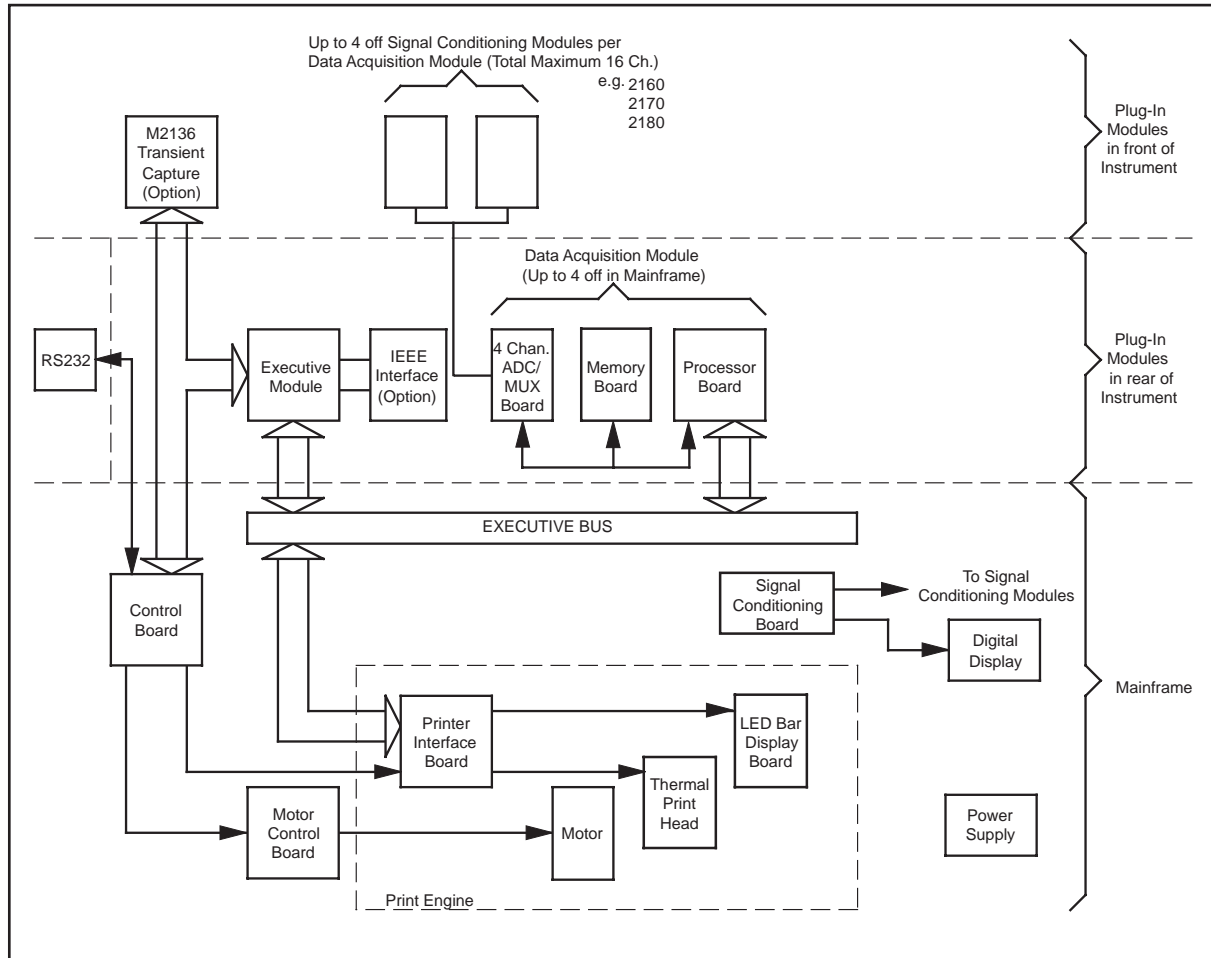 Up to 4 off Signal Conditioning Modules per
Data Acquisition Module (Total Maximum 16 Ch.)
e.g. 2160
2170
2180
M2136
Transient
Capture
(Option)
Plug-In
Modules
in front of
Instrument
Data Acquisition Module
(Up to 4 off in Mainframe)
RS232
Executive
Module
IEEE
Interface
(Option)
4 Chan.
ADC/
MUX
Board
Memory
Board
Processor
Board
Plug-In
Modules
in rear of
Instrument
EXECUTIVE BUS
Control
Board
Signal
Conditioning
Board
To Signal
Conditioning Modules
Digital
Display
Mainframe
Printer
Interface
Board
LED Bar
Display
Board
Thermal
Print
Head
Motor
Control
Board
Motor
Power
Supply
Print Engine